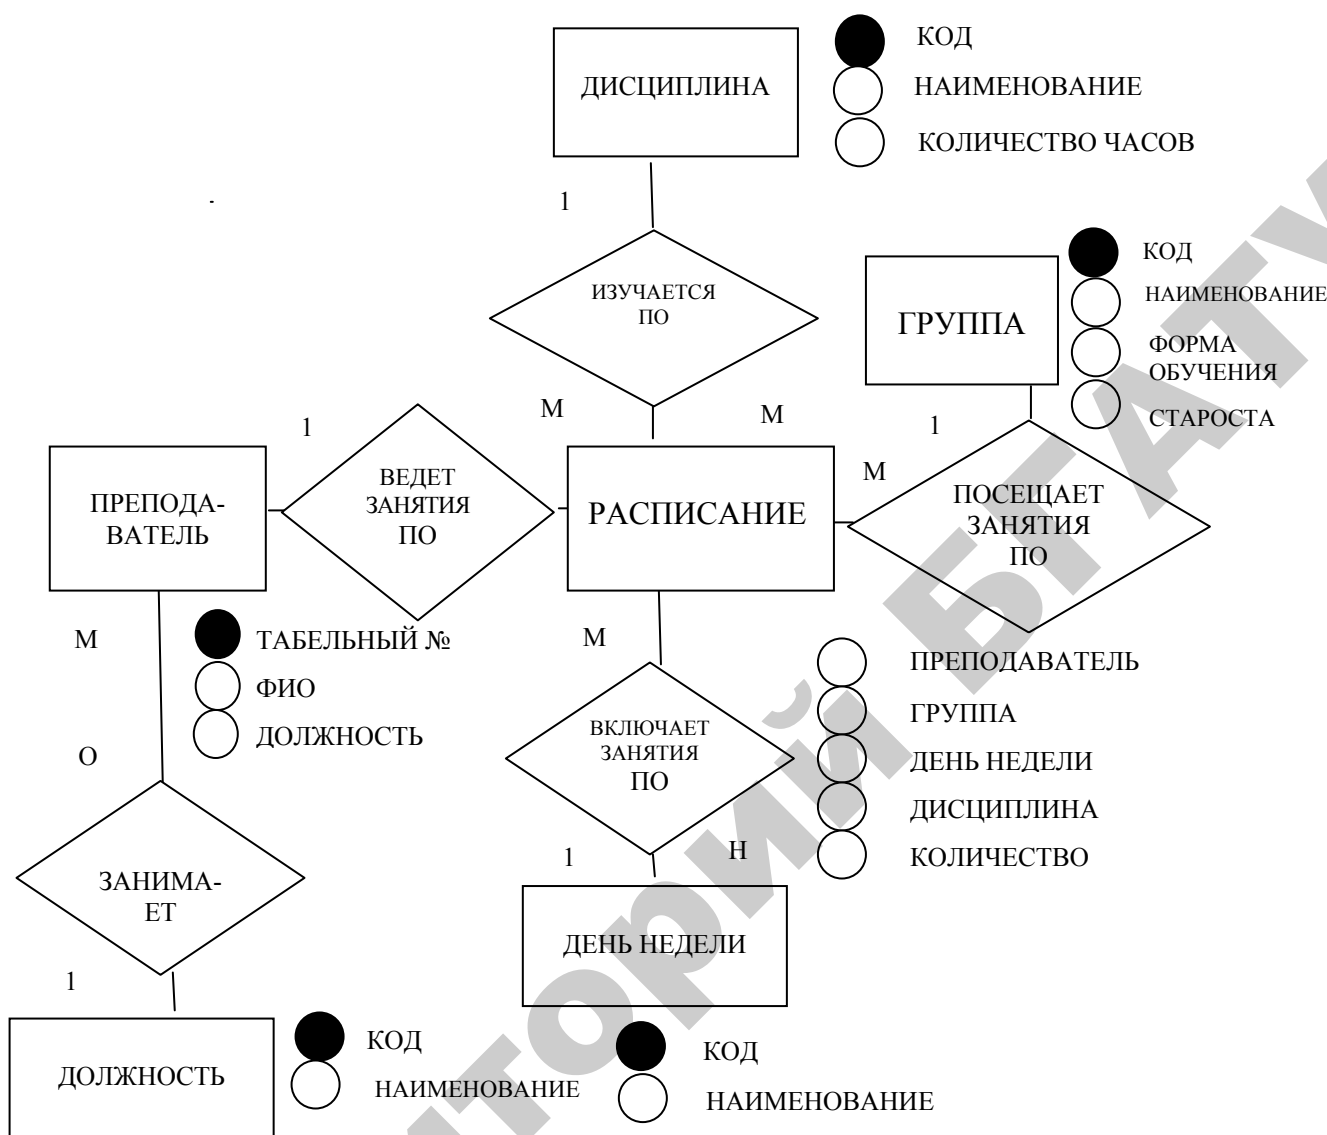 ДИСЦИПЛИНА
КОД
НАИМЕНОВАНИЕ
КОЛИЧЕСТВО ЧАСОВ
1
ИЗУЧАЕТСЯ
ПО
М
М
ГРУППА
КОД
НАИМЕНОВАНИЕ
ФОРМА
ОБУЧЕНИЯ
СТАРОСТА
1
М
ПОСЕЩАЕТ
ЗАНЯТИЯ
ПО
ПРЕПОДА-
ВАТЕЛЬ
1
ВЕДЕТ
ЗАНЯТИЯ
ПО
РАСПИСАНИЕ
М
ТАБЕЛЬНЫЙ №
ФИО
ДОЛЖНОСТЬ
О
М
ВКЛЮЧАЕТ
ЗАНЯТИЯ
ПО
ПРЕПОДАВАТЕЛЬ
ГРУППА
ДЕНЬ НЕДЕЛИ
ДИСЦИПЛИНА
КОЛИЧЕСТВО
1
Н
ЗАНИМА-
ЕТ
1
ДЕНЬ НЕДЕЛИ
ДОЛЖНОСТЬ
КОД
НАИМЕНОВАНИЕ
КОД
НАИМЕНОВАНИЕ
торий БГАТУ